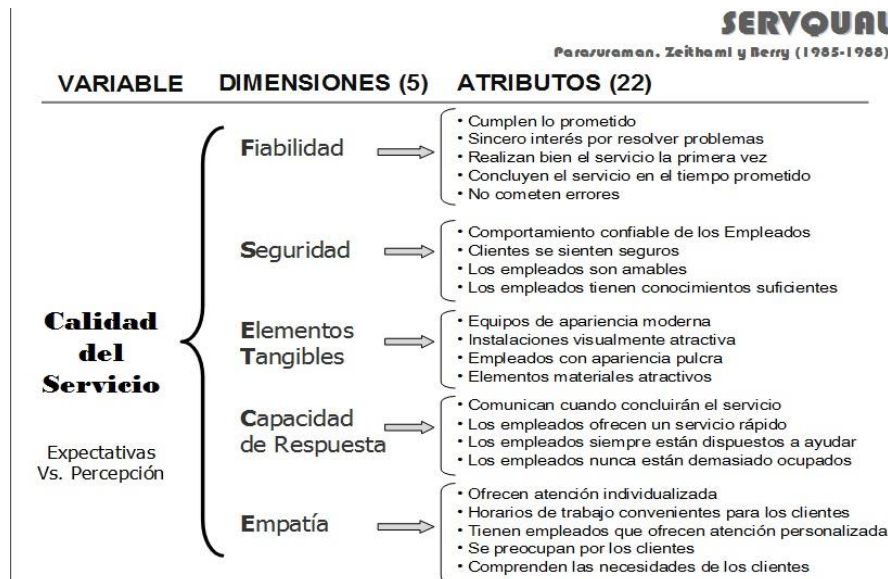 SERVQUAL
Parasuraman, Zeithaml y Berry (1985-1988)
VARIABLE DIMENSIONES (5) ATRIBUTOS (22)
Calidad
del
Servicio
Expectativas
Vs. Percepción
Fiabilidad
• Cumplen lo prometido
• Sincero interés por resolver problemas
• Realizan bien el servicio la primera vez
• Concluyen el servicio en el tiempo prometido
• No cometen errores
Seguridad
• Comportamiento confiable de los Empleados
• Clientes se sienten seguros
• Los empleados son amables
• Los empleados tienen conocimientos suficientes
Elementos
Tangibles
• Equipos de apariencia moderna
• Instalaciones visualmente atractiva
• Empleados con apariencia pulcra
• Elementos materiales atractivos
Capacidad
de Respuesta
• Comunican cuando concluirán el servicio
• Los empleados ofrecen un servicio rápido
• Los empleados siempre están dispuestos a ayudar
• Los empleados nunca están demasiado ocupados
Empatía
• Ofrecen atención individualizada
• Horarios de trabajo convenientes para los clientes
• Tienen empleados que ofrecen atención personalizada
• Se preocupan por los clientes
• Comprenden las necesidades de los clientes